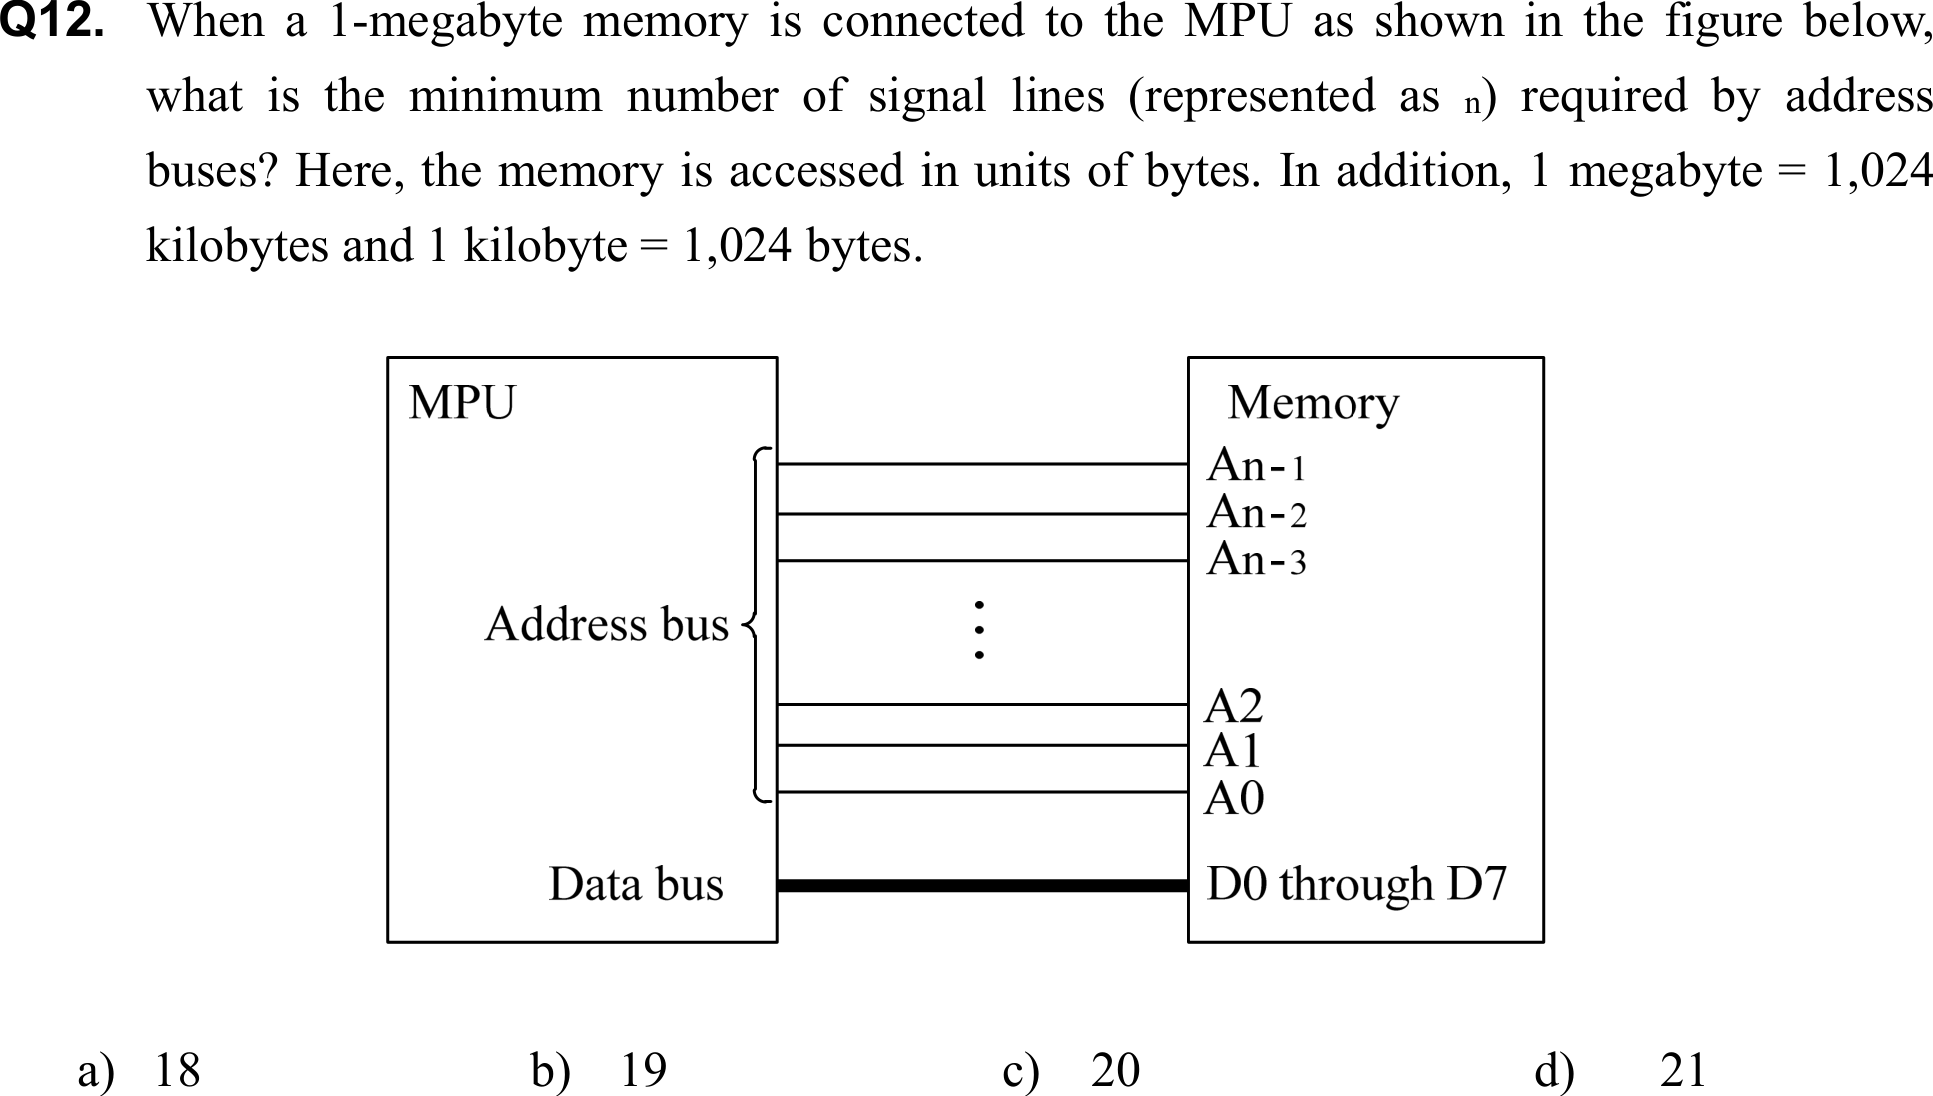 Q12. When a 1-megabyte memory is connected to the MPU as shown in the figure below,
what is the minimum number of signal lines (represented as n) required by address
buses? Here, the memory is accessed in units of bytes. In addition, 1 megabyte = 1,024
kilobytes and 1 kilobyte = 1,024 bytes.
MPU
Memory
An-1
An-2
An-3
Address bus
A2
A1
A0
Data bus
D0 through D7
a) 18 b) 19 c) 20 d) 21